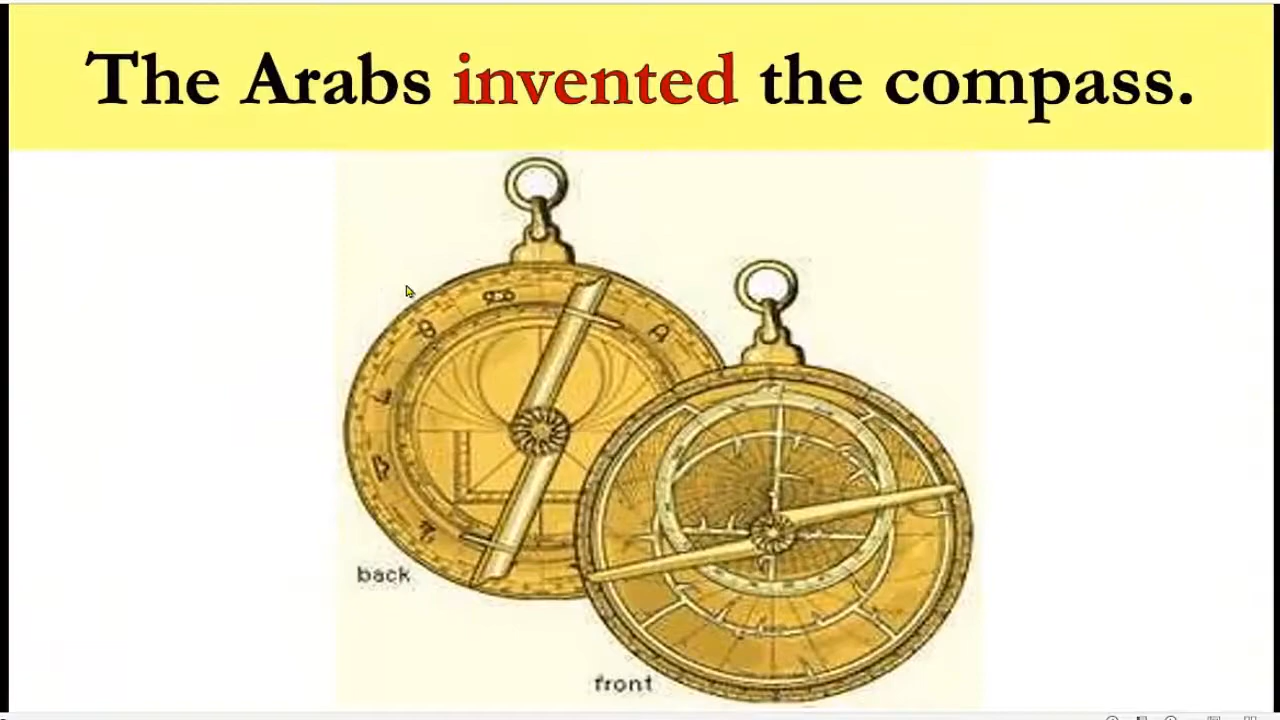 The Arabs invented the compass.
back
front